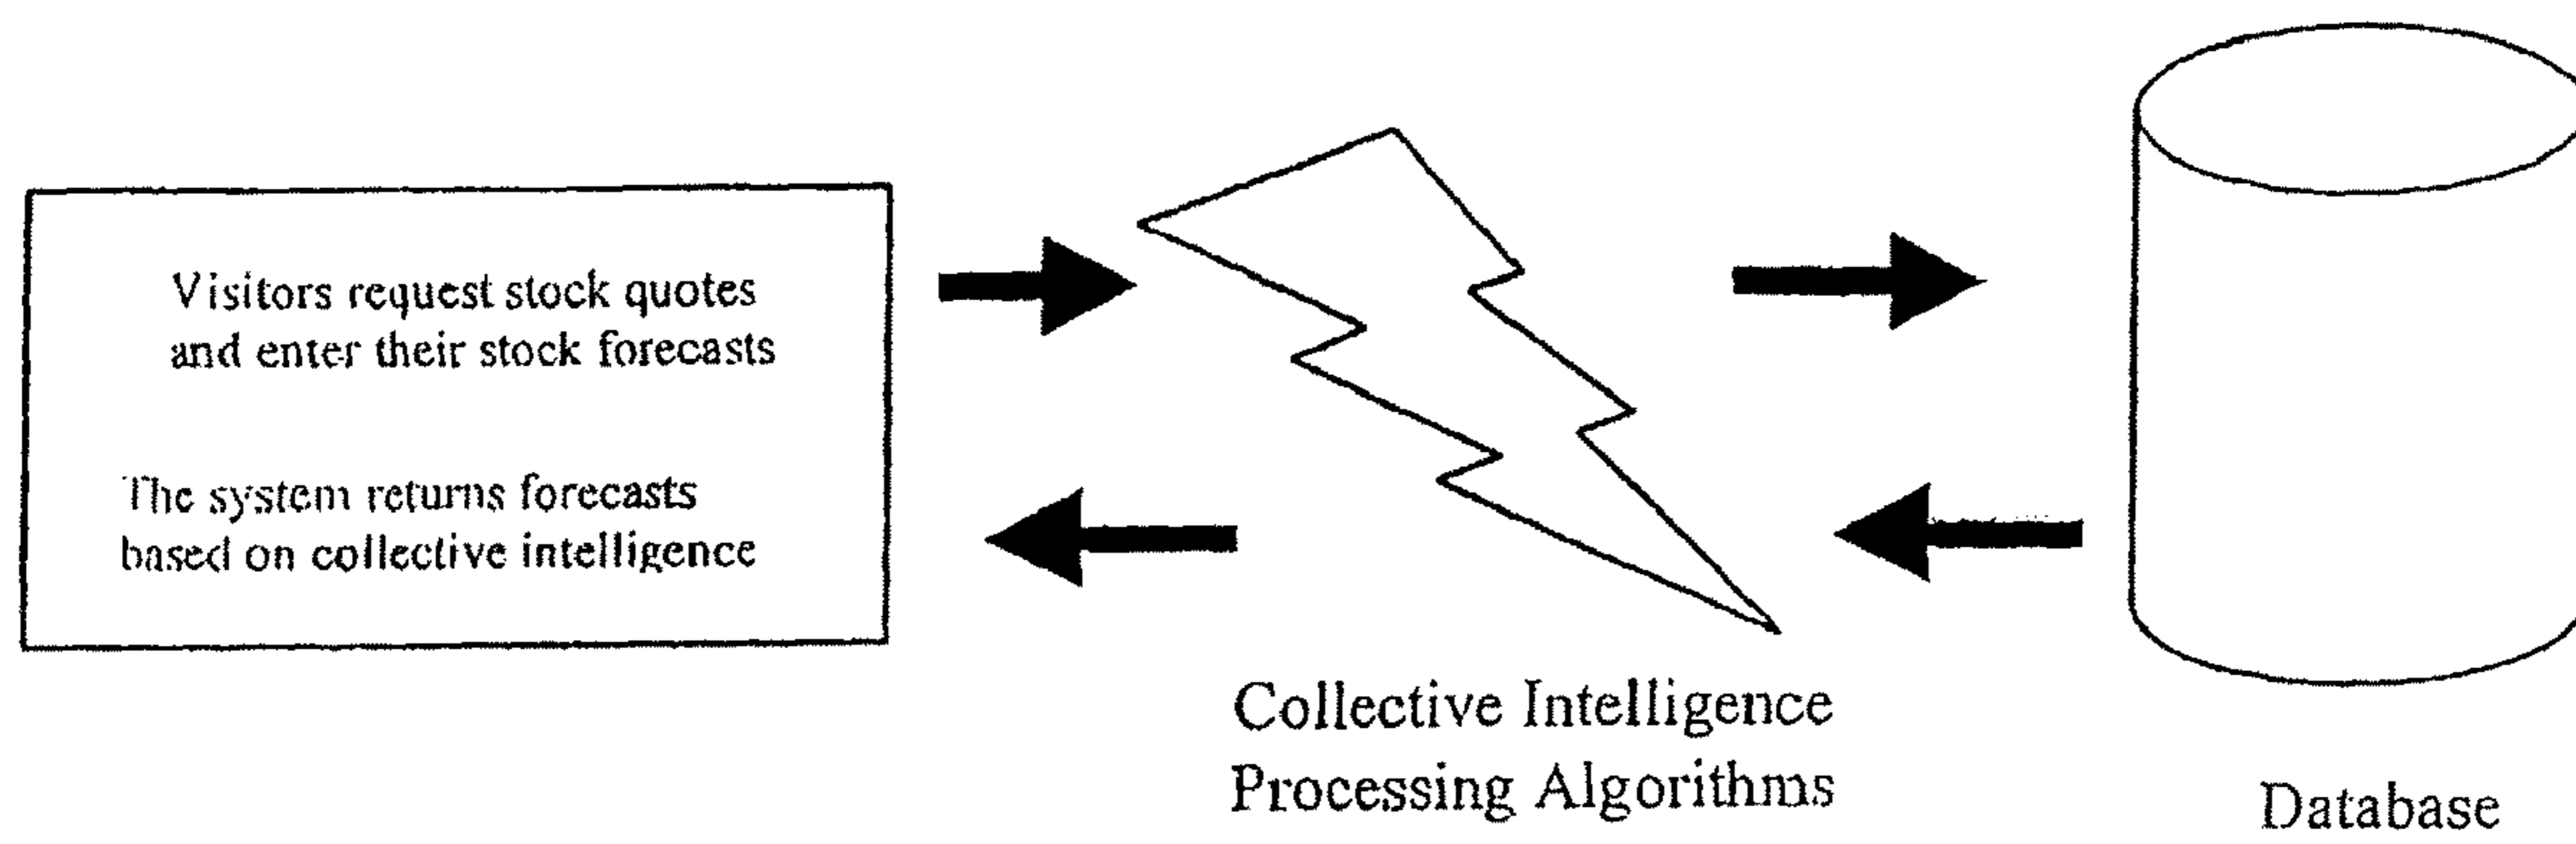 Visitors request stock quotes
and enter their stock forecasts
The system returns forecasts
based on collective intelligence
Collective Intelligence
Processing Algorithms
Database